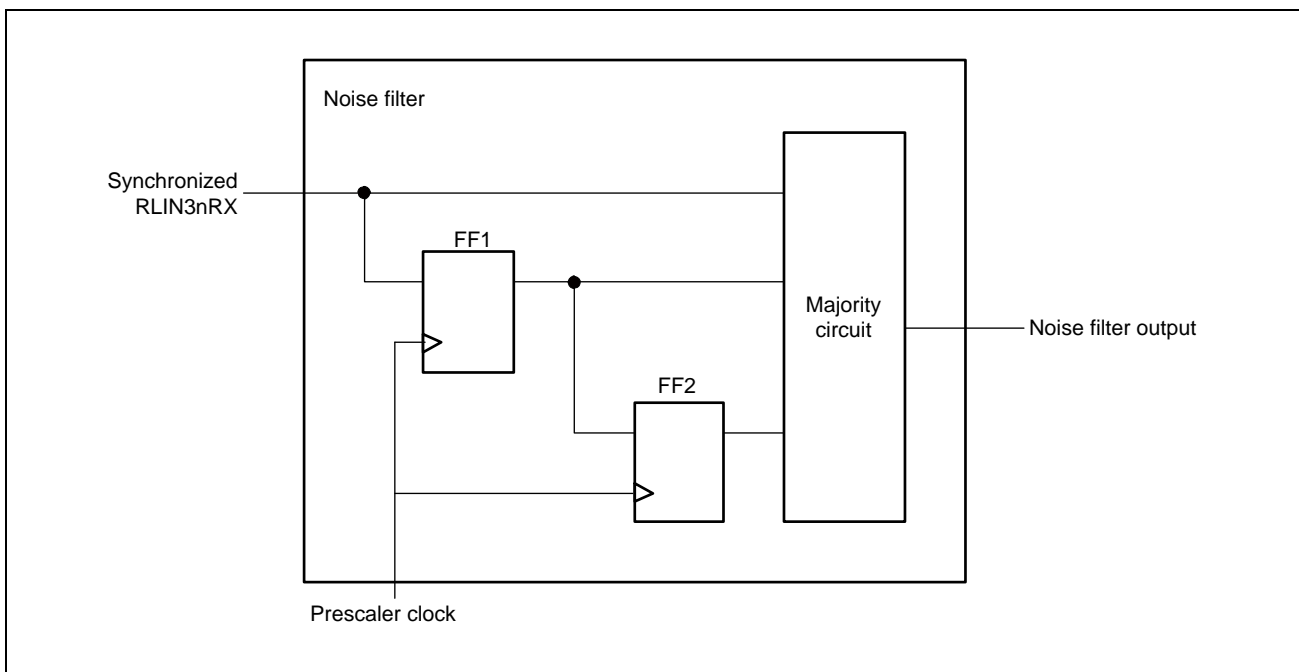 Noise filter
Synchronized
RLIN3nRX
FF1
Majority
circuit
Noise filter output
FF2
Prescaler clock